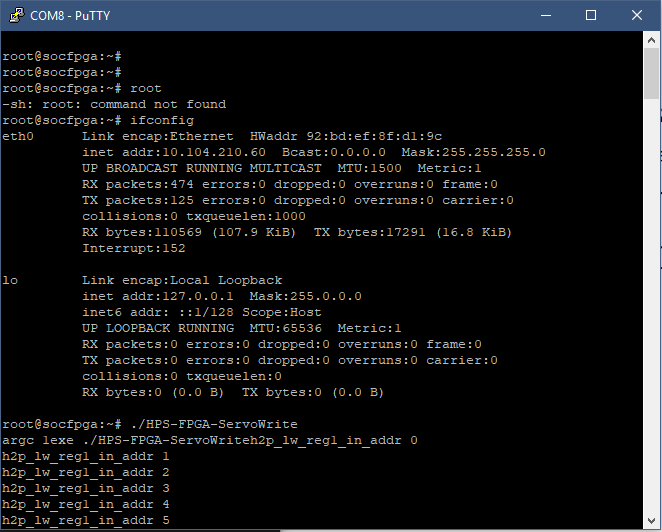 COM8 - PuTTY
root@socfpga:~#
root@socfpga:~#
root@socfpga:~# root
-sh: root: command not found
root@socfpga:~# ifconfig
eth0      Link encap:Ethernet  HWaddr 92:bd:ef:8f:d1:9c
          inet addr:10.104.210.60  Bcast:0.0.0.0  Mask:255.255.255.0
          UP BROADCAST RUNNING MULTICAST  MTU:1500  Metric:1
          RX packets:474 errors:0 dropped:0 overruns:0 frame:0
          TX packets:125 errors:0 dropped:0 overruns:0 carrier:0
          collisions:0 txqueuelen:1000
          RX bytes:110569 (107.9 KiB)  TX bytes:17291 (16.8 KiB)
          Interrupt:152
lo        Link encap:Local Loopback
          inet addr:127.0.0.1  Mask:255.0.0.0
          inet6 addr: ::1/128 Scope:Host
          UP LOOPBACK RUNNING  MTU:65536  Metric:1
          RX packets:0 errors:0 dropped:0 overruns:0 frame:0
          TX packets:0 errors:0 dropped:0 overruns:0 carrier:0
          collisions:0 txqueuelen:0
          RX bytes:0 (0.0 B)  TX bytes:0 (0.0 B)
root@socfpga:~# ./HPS-FPGA-ServoWrite
argc 1exe ./HPS-FPGA-ServoWriteh2p_lw_reg1_in_addr 0
h2p_lw_reg1_in_addr 1
h2p_lw_reg1_in_addr 2
h2p_lw_reg1_in_addr 3
h2p_lw_reg1_in_addr 4
h2p_lw_reg1_in_addr 5